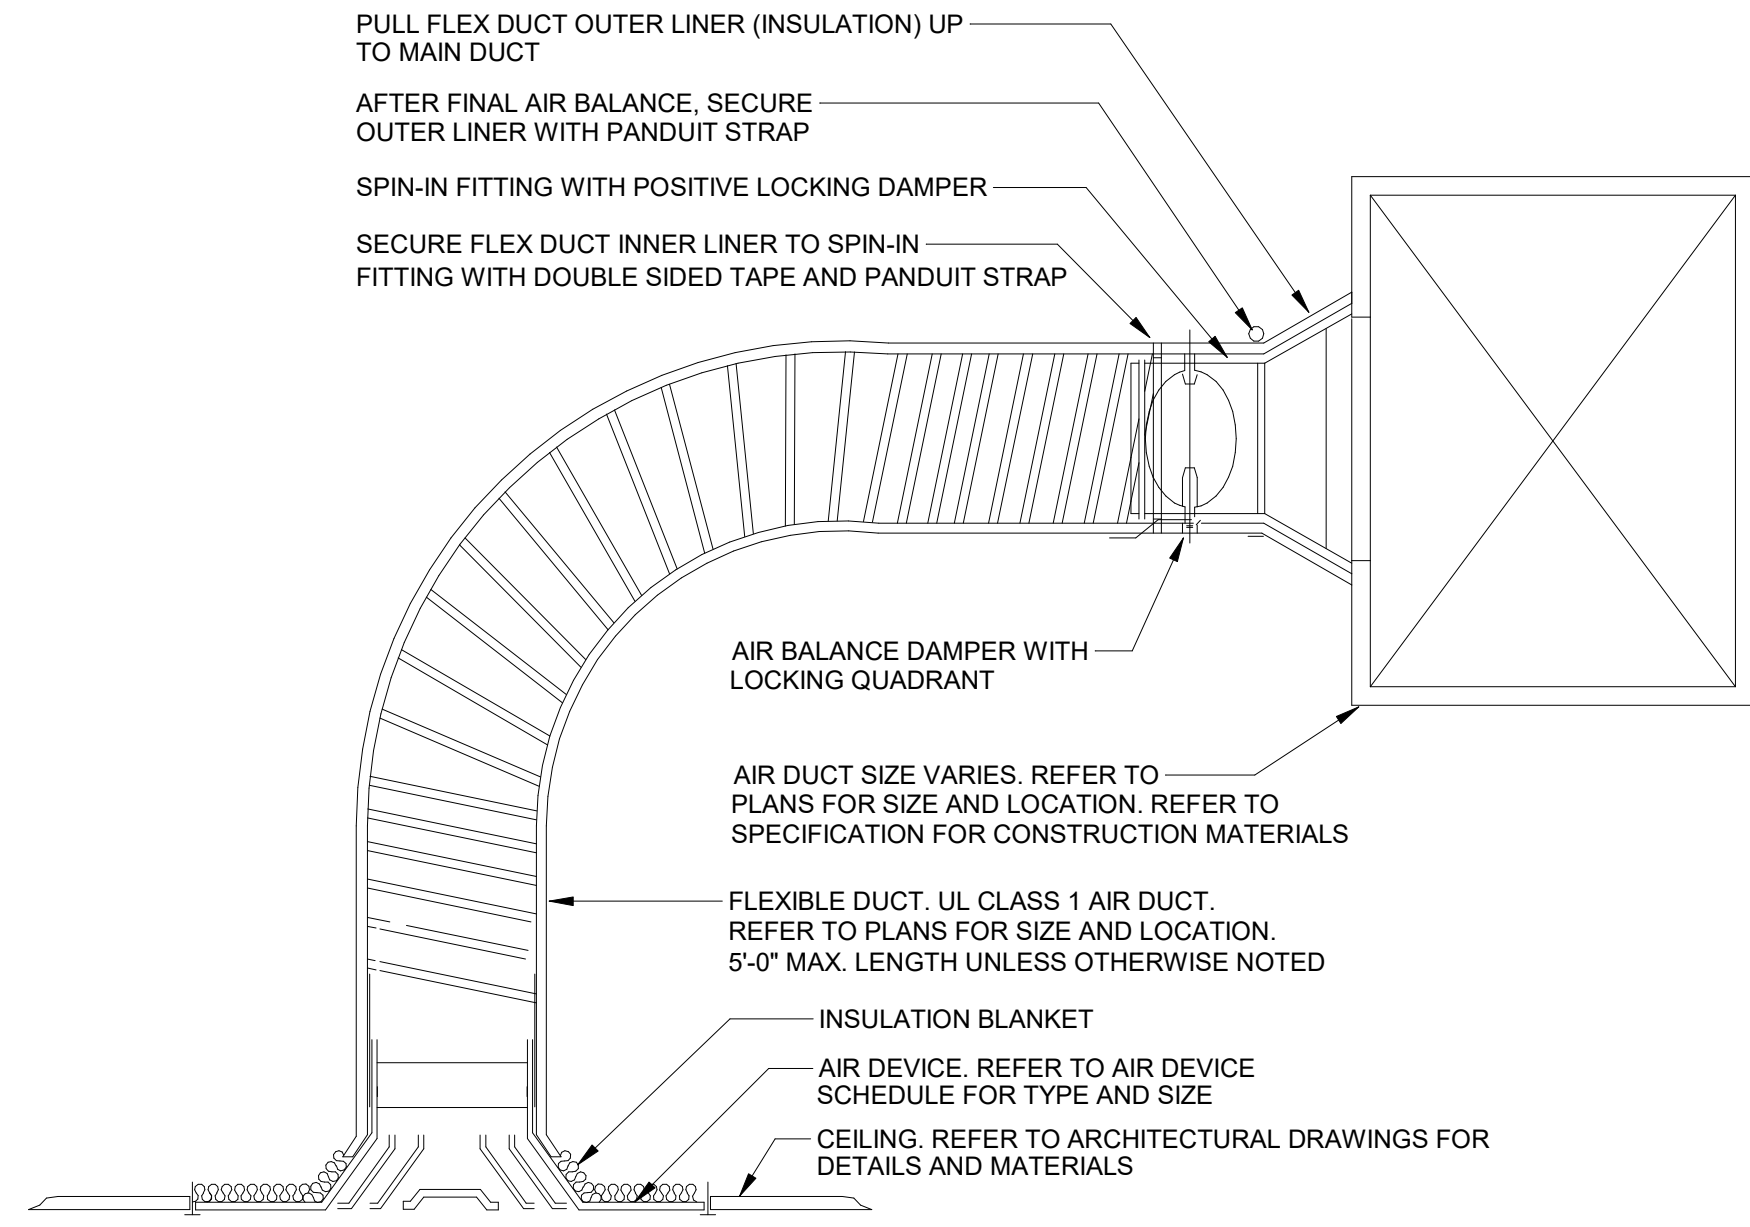 PULL FLEX DUCT OUTER LINER (INSULATION) UP
TO MAIN DUCT
AFTER FINAL AIR BALANCE, SECURE
OUTER LINER WITH PANDUIT STRAP
SPIN-IN FITTING WITH POSITIVE LOCKING DAMPER
SECURE FLEX DUCT INNER LINER TO SPIN-IN
FITTING WITH DOUBLE SIDED TAPE AND PANDUIT STRAP
AIR BALANCE DAMPER WITH
LOCKING QUADRANT
AIR DUCT SIZE VARIES. REFER TO
PLANS FOR SIZE AND LOCATION. REFER TO
SPECIFICATION FOR CONSTRUCTION MATERIALS
FLEXIBLE DUCT. UL CLASS 1 AIR DUCT.
REFER TO PLANS FOR SIZE AND LOCATION.
5'-0" MAX. LENGTH UNLESS OTHERWISE NOTED
INSULATION BLANKET
AIR DEVICE. REFER TO AIR DEVICE
SCHEDULE FOR TYPE AND SIZE
CEILING. REFER TO ARCHITECTURAL DRAWINGS FOR
DETAILS AND MATERIALS